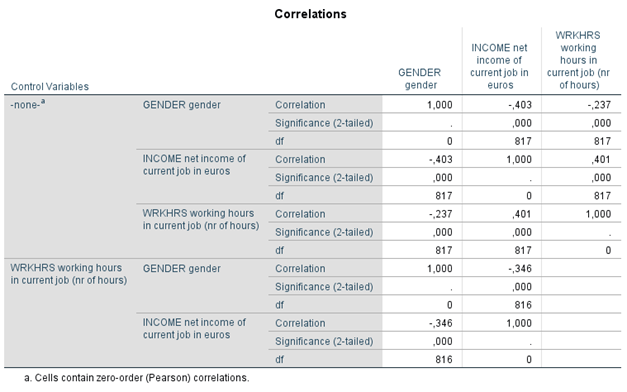 Correlations
Control Variables GENDER gender INCOME net income of current job in euros WRKHRS working hours in current job (nr of hours)
-none-a GENDER gender Correlation 1,000 -,403 -,237
Significance (2-tailed) . ,000 ,000
df 0 817 817
INCOME net income of current job in euros Correlation -,403 1,000 ,401
Significance (2-tailed) ,000 . ,000
df 817 0 817
WRKHRS working hours in current job (nr of hours) Correlation -,237 ,401 1,000
Significance (2-tailed) ,000 ,000 .
df 817 817 0
WRKHRS working hours in current job (nr of hours) GENDER gender Correlation 1,000 -,346
Significance (2-tailed) . ,000
df 0 816
INCOME net income of current job in euros Correlation -,346 1,000
Significance (2-tailed) ,000 .
df 816 0
a. Cells contain zero-order (Pearson) correlations.